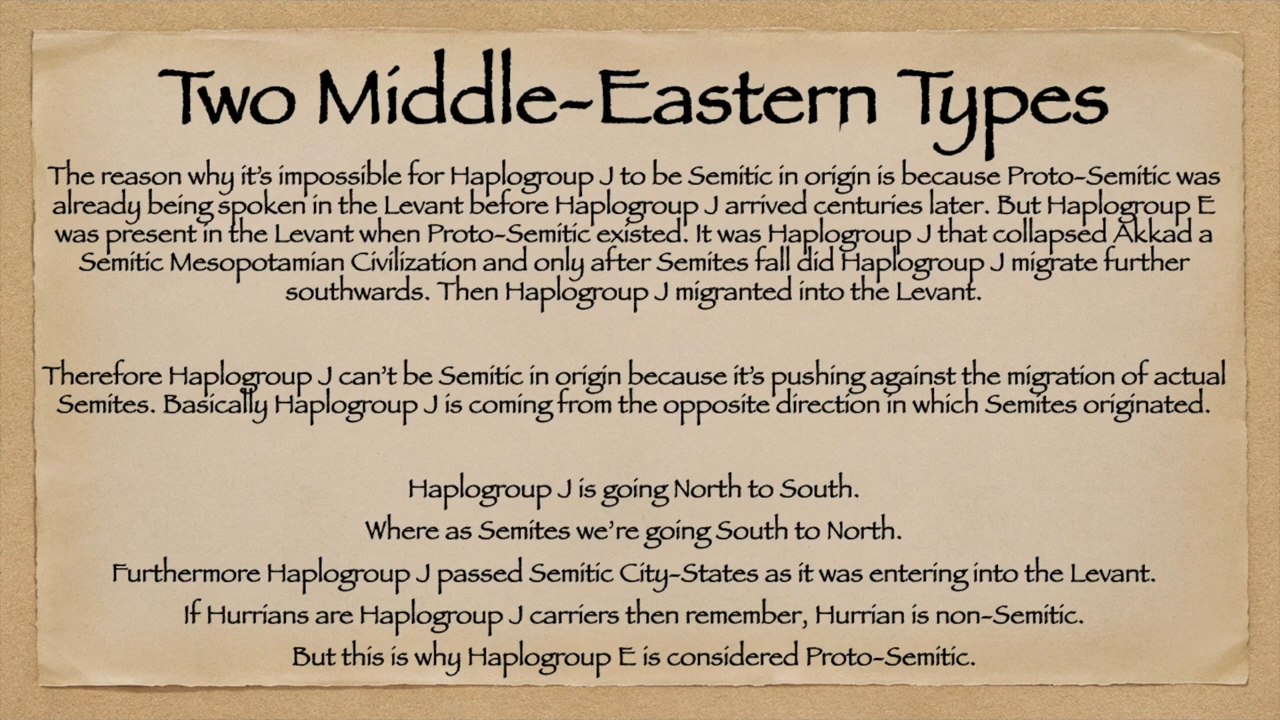 Two Middle-Eastern Types
The reason why it's impossible for Haplogroup J to be Semitic in origin is because Proto-Semitic was
already being spoken in the Levant before Haplogroup J arrived centuries later. But Haplogroup E
was present in the Levant when Proto-Semitic existed. It was Haplogroup J that collapsed Akkad a
Semitic Mesopotamian Civilization and only after Semites fall did Haplogroup J migrate further
southwards. Then Haplogroup J migranted into the Levant.
Therefore Haplogroup J can't be Semitic in origin because it's pushing against the migration of actual
Semites. Basically Haplogroup J is coming from the opposite direction in which Semites originated.
Haplogroup J is going North to South.
Where as Semites we're going South to North.
Furthermore Haplogroup J passed Semitic City-States as it was entering into the Levant.
If Hurrians are Haplogroup J carriers then remember, Hurrian is non-Semitic.
But this is why Haplogroup E is considered Proto-Semitic.